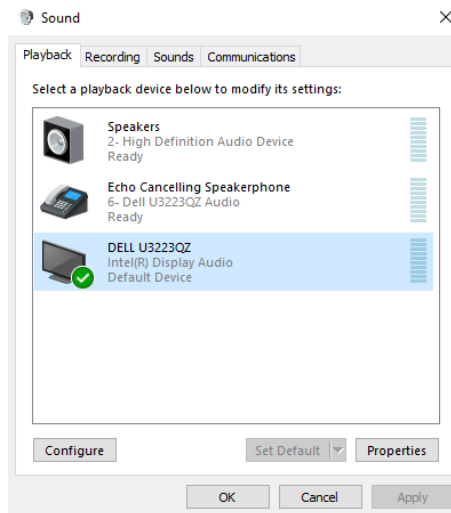 Sound
Playback Recording Sounds Communications
Select a playback device below to modify its settings:
Speakers
2- High Definition Audio Device
Ready
Echo Cancelling Speakerphone
6- Dell U3223QZ Audio
Ready
DELL U3223QZ
Intel(R) Display Audio
Default Device
Configure Set Default Properties
OK Cancel Apply